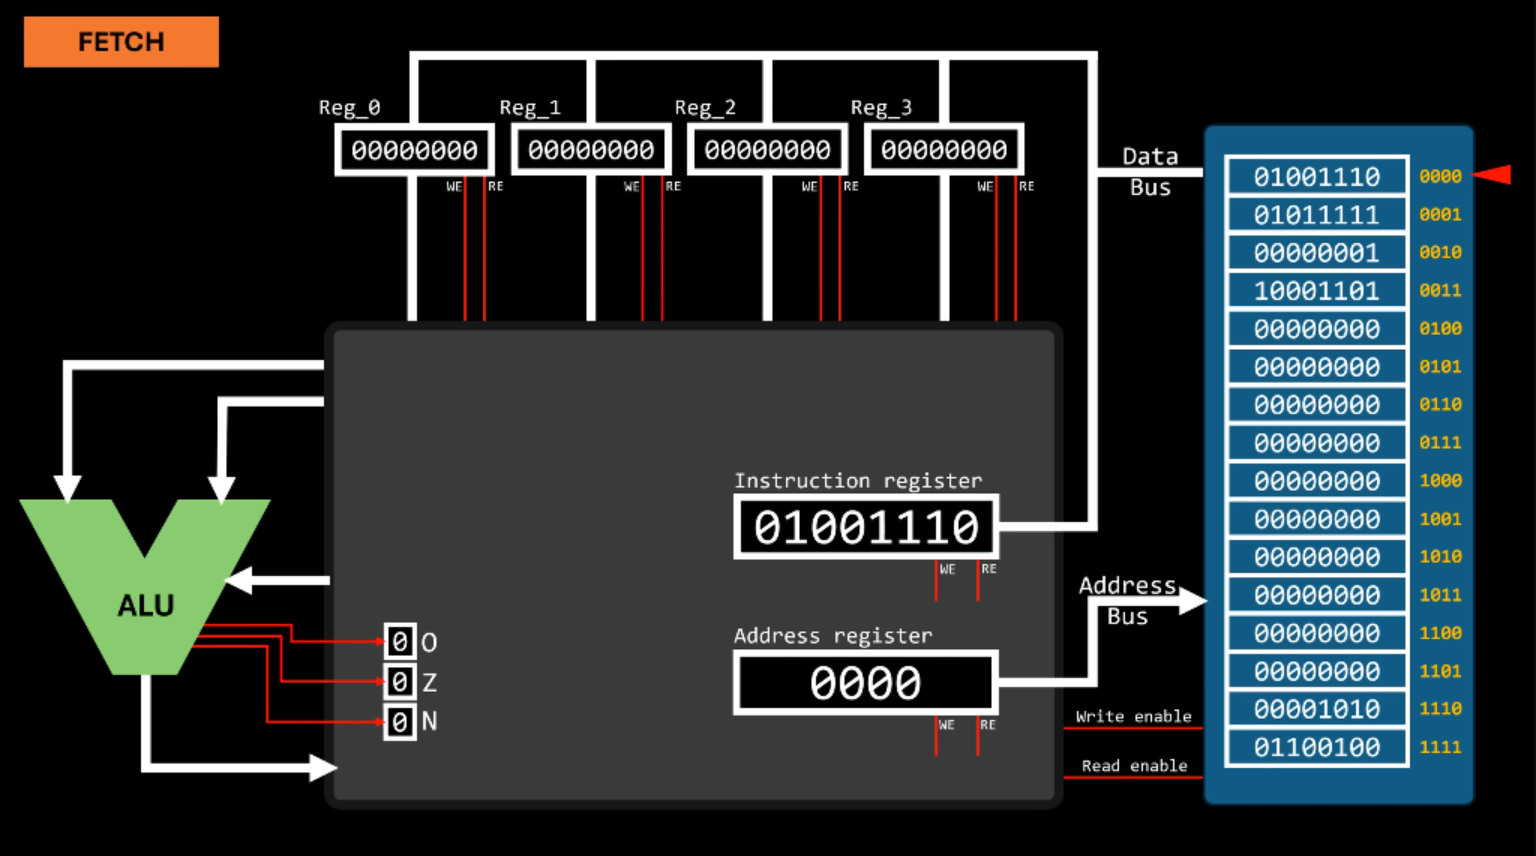 FETCH
Reg_0 Reg_1 Reg_2 Reg_3
00000000 00000000 00000000 00000000
WE RE WE RE WE RE WE RE
Data
Bus
01001110 0000
01011111 0001
00000001 0010
10001101 0011
00000000 0100
00000000 0101
00000000 0110
00000000 0111
00000000 1000
00000000 1001
00000000 1010
00000000 1011
00000000 1100
00000000 1101
00001010 1110
01100100 1111
Instruction register
01001110
WE RE
Address
Bus
Address register
0000
WE RE
Write enable
Read enable
ALU
0 O
0 Z
0 N